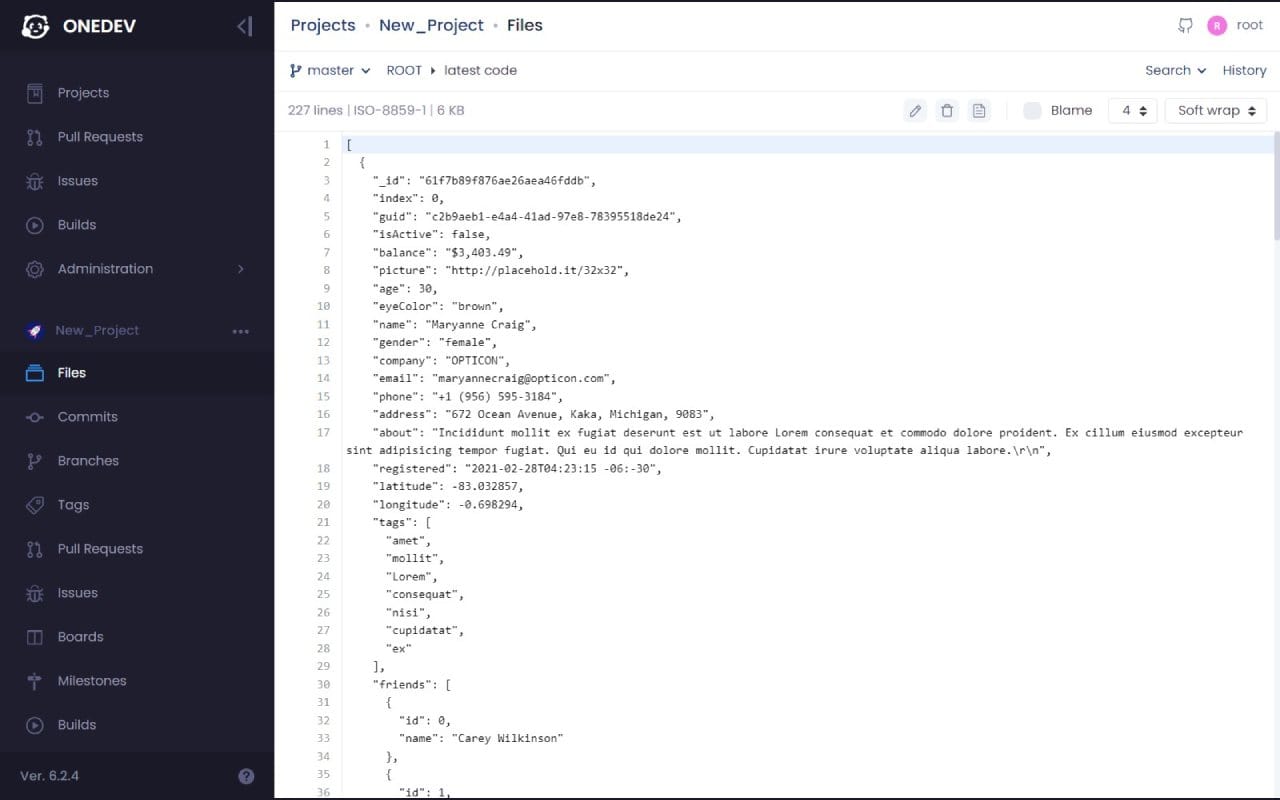 ONEDEV
Projects
Pull Requests
Issues
Builds
Administration
New_Project
Files
Commits
Branches
Tags
Pull Requests
Issues
Boards
Milestones
Builds
Ver. 6.2.4
?
Projects • New_Project • Files
R root
master ROOT latest code
Search History
227 lines | ISO-8859-1 | 6 KB
Blame 4 Soft wrap
1 [
2 {
3 "_id": "61f7b89f876ae26aea46fddb",
4 "index": 0,
5 "guid": "c2b9aeb1-e4a4-41ad-97e8-78395518de24",
6 "isActive": false,
7 "balance": "$3,403.49",
8 "picture": "http://placehold.it/32x32",
9 "age": 30,
10 "eyeColor": "brown",
11 "name": "Maryanne Craig",
12 "gender": "female",
13 "company": "OPTICON",
14 "email": "maryannecraig@opticon.com",
15 "phone": "+1 (956) 595-3184",
16 "address": "672 Ocean Avenue, Kaka, Michigan, 9083",
17 "about": "Incididunt mollit ex fugiat deserunt est ut labore Lorem consequat et commodo dolore proident. Ex cillum eiusmod excepteur
sint adipisicing tempor fugiat. Qui eu id qui dolore mollit. Cupidatat irure voluptate aliqua labore.\r\n",
18 "registered": "2021-02-28T04:23:15 -06:-30",
19 "latitude": -83.032857,
20 "longitude": -0.698294,
21 "tags": [
22 "amet",
23 "mollit",
24 "Lorem",
25 "consequat",
26 "nisi",
27 "cupidatat",
28 "ex"
29 ],
30 "friends": [
31 {
32 "id": 0,
33 "name": "Carey Wilkinson"
34 },
35 {
36 "id": 1,